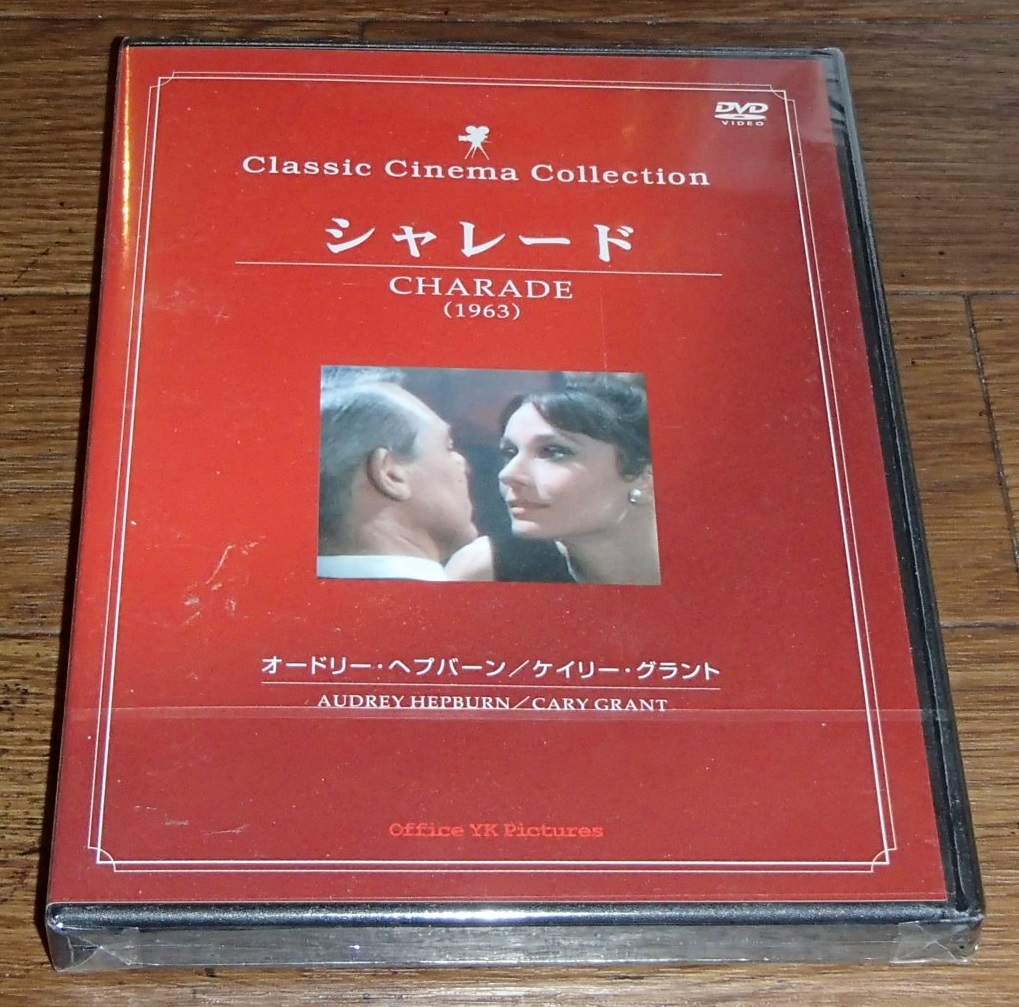 DVD
VIDEO
Classic Cinema Collection
シャレード
CHARADE
(1963)
オードリー・ヘプバーン／ケイリー・グラント
AUDREY HEPBURN／CARY GRANT
Office YK Pictures